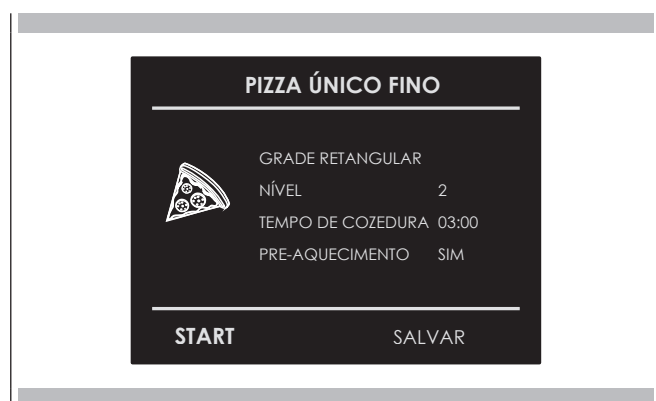 PIZZA ÚNICO FINO
GRADE RETANGULAR
NÍVEL 2
TEMPO DE COZEDURA 03:00
PRE-AQUECIMENTO SIM
START SALVAR